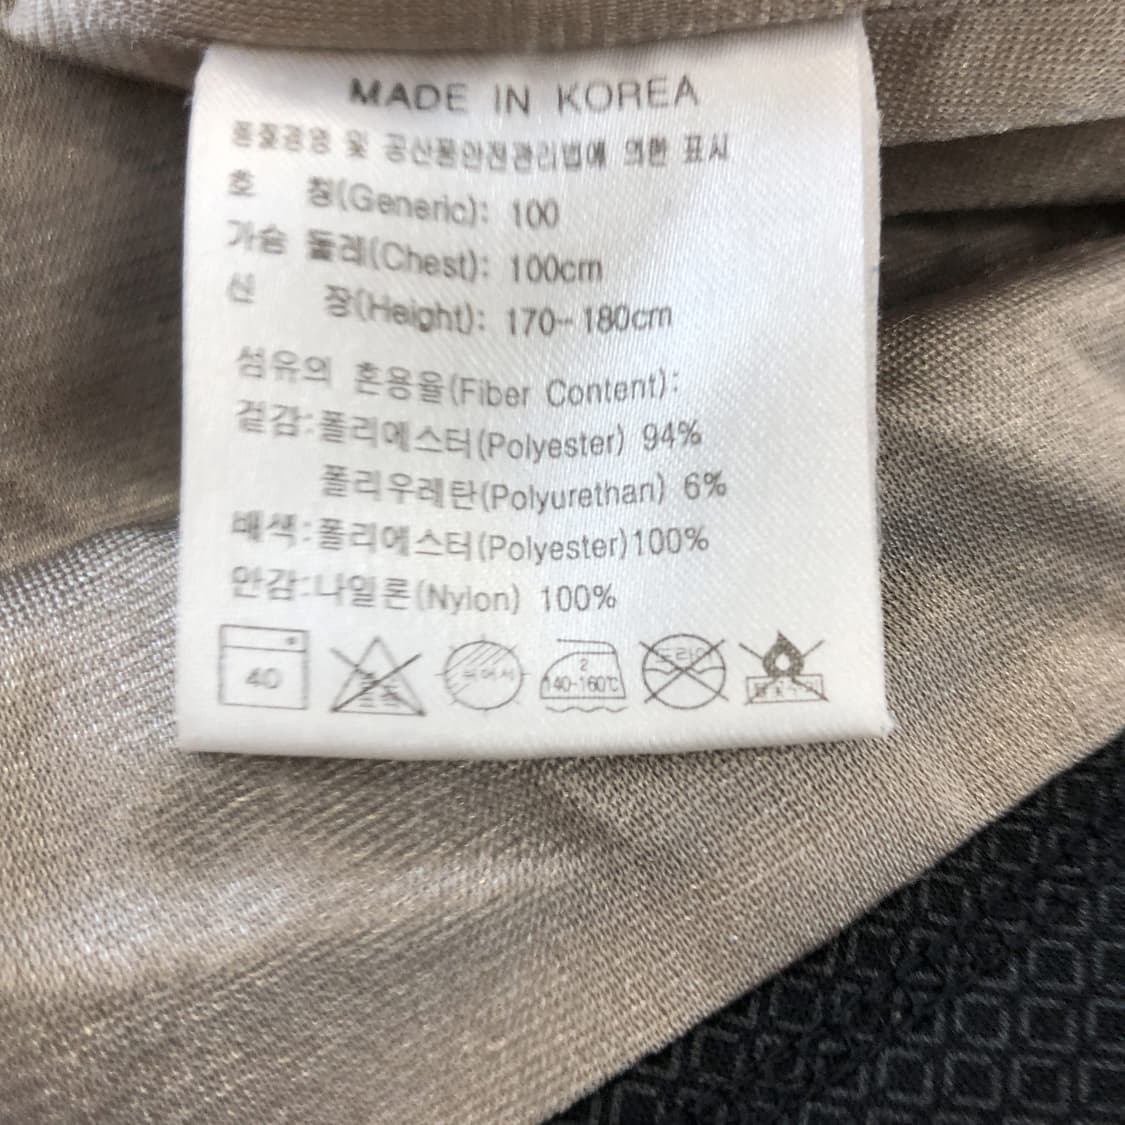 MADE IN KOREA
품질경영 및 공산품안전관리법에 의한 표시
호 칭(Generic): 100
가슴 둘레(Chest): 100cm
신 장(Height): 170-180cm
섬유의 혼용율(Fiber Content):
겉감:폴리에스터(Polyester) 94%
폴리우레탄(Polyurethan) 6%
배색:폴리에스터(Polyester)100%
안감:나일론(Nylon) 100%
40 2 140-160℃ 드라이